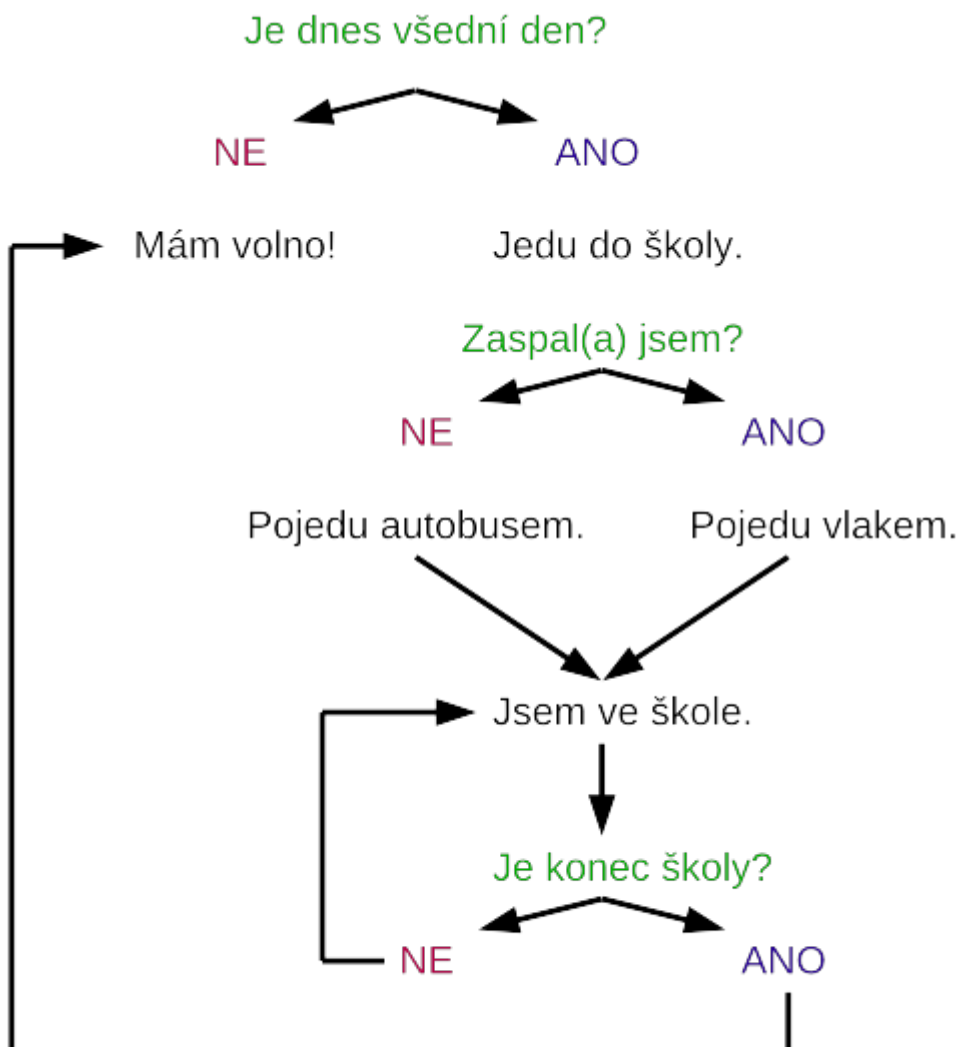 Je dnes všední den?
NE ANO
Mám volno! Jedu do školy.
Zaspal(a) jsem?
NE ANO
Pojedu autobusem. Pojedu vlakem.
Jsem ve škole.
Je konec školy?
NE ANO